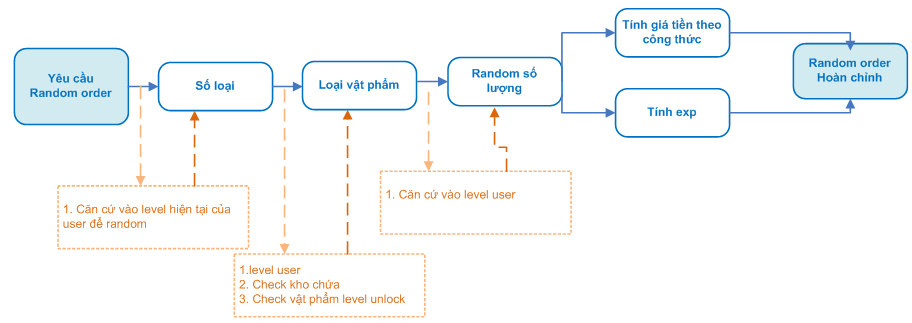 Yêu cầu
Random order
Số loại
Loại vật phẩm
Random số
lượng
Tính giá tiền theo
công thức
Tính exp
Random order
Hoàn chỉnh
1. Căn cứ vào level hiện tại của
user để random
1.level user
2. Check kho chứa
3. Check vật phẩm level unlock
1. Căn cứ vào level user